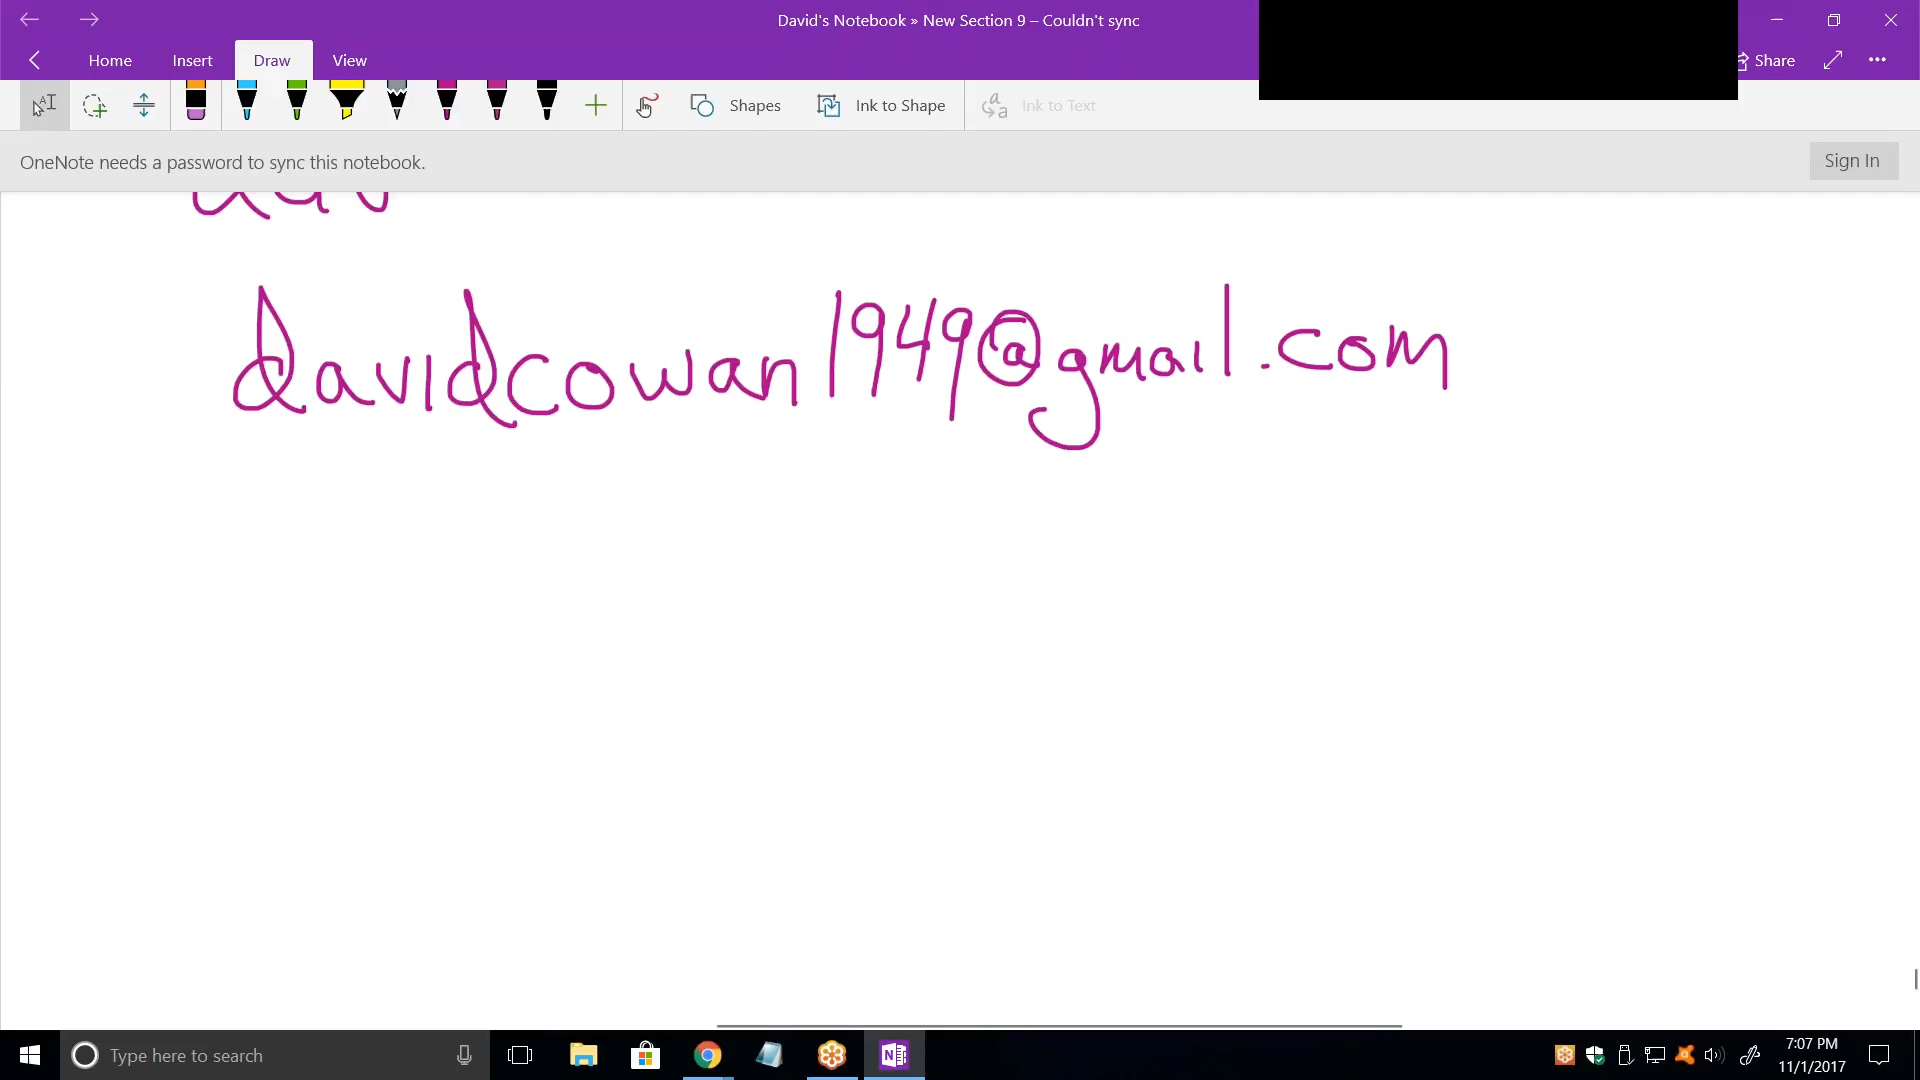 David's Notebook » New Section 9 – Couldn't sync
Home Insert Draw View Share
Shapes Ink to Shape Ink to Text
OneNote needs a password to sync this notebook. Sign In
davidcowan1949@gmail.com
Type here to search
7:07 PM
11/1/2017